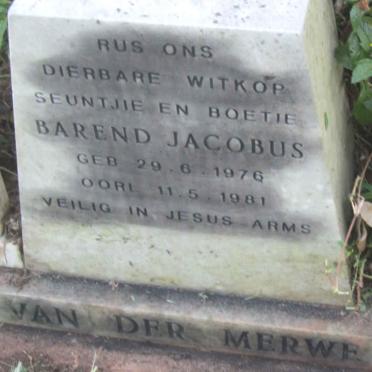 RUS ONS
DIERBARE WITKOP
SEUNTJIE EN BOETIE
BAREND JACOBUS
GEB 29.6.1976
OORL 11.5.1981
VEILIG IN JESUS ARMS
VAN DER MERWE